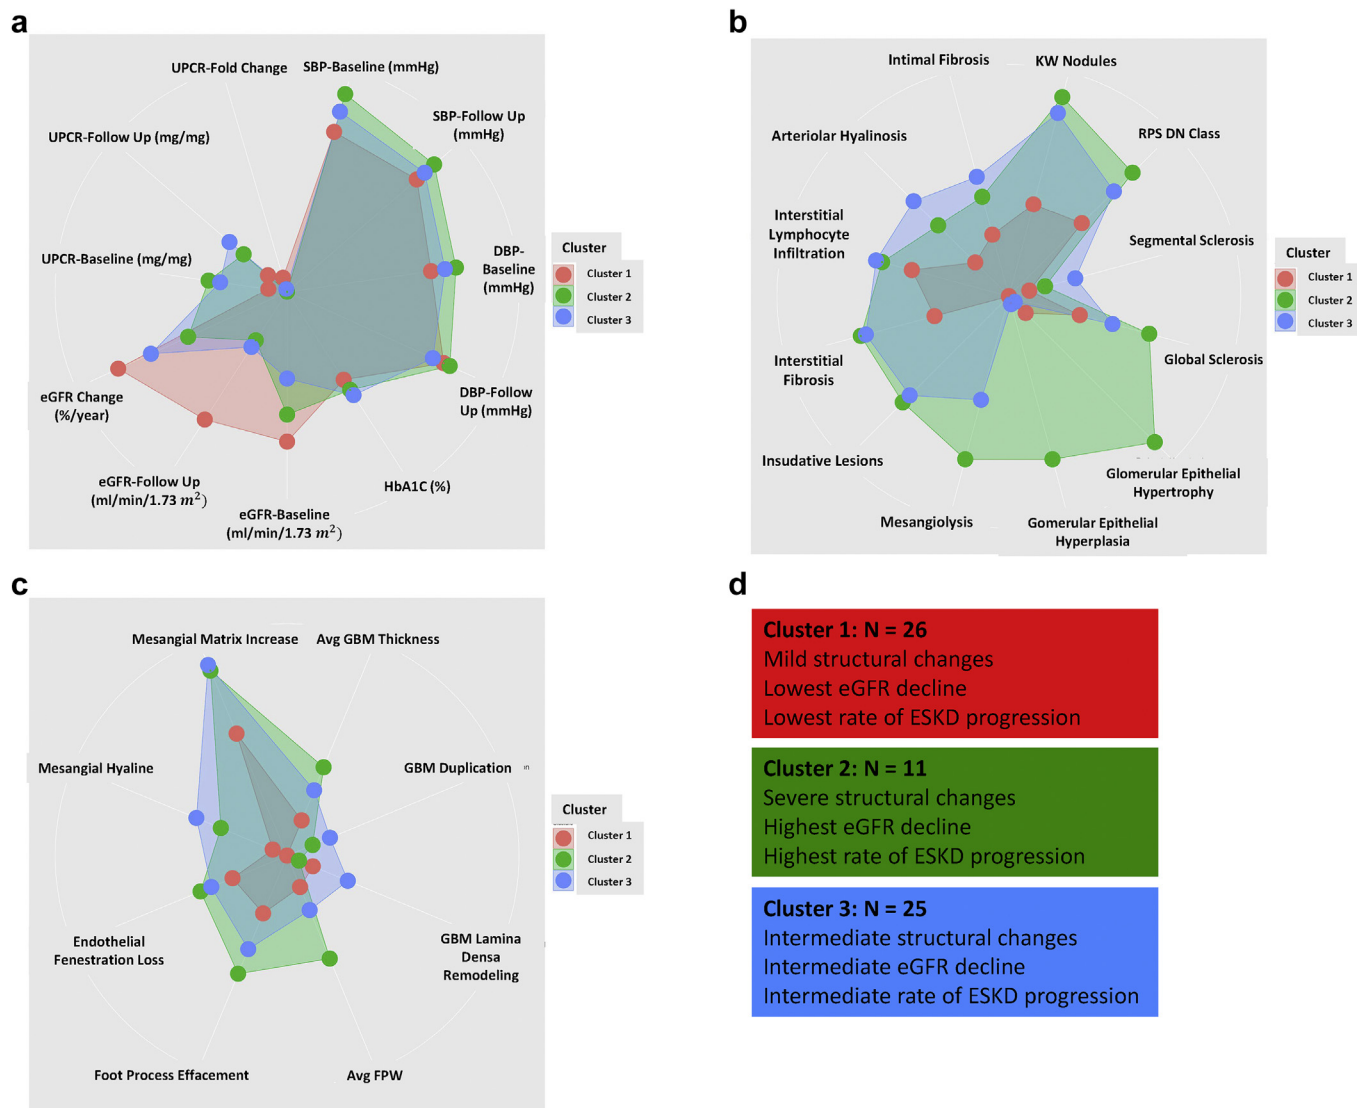 a
UPCR-Fold Change
SBP-Baseline (mmHg)
SBP-Follow Up
(mmHg)
UPCR-Follow Up (mg/mg)
UPCR-Baseline (mg/mg)
DBP-
Baseline
(mmHg)
eGFR Change
(%/year)
DBP-Follow
Up (mmHg)
eGFR-Follow Up
(ml/min/1.73 m²)
HbA1C (%)
eGFR-Baseline
(ml/min/1.73 m²)
Cluster
Cluster 1
Cluster 2
Cluster 3
b
Intimal Fibrosis
KW Nodules
Arteriolar Hyalinosis
RPS DN Class
Interstitial
Lymphocyte
Infiltration
Segmental Sclerosis
Interstitial
Fibrosis
Global Sclerosis
Insudative Lesions
Glomerular Epithelial
Hypertrophy
Mesangiolysis
Gomerular Epithelial
Hyperplasia
Cluster
Cluster 1
Cluster 2
Cluster 3
c
Mesangial Matrix Increase
Avg GBM Thickness
Mesangial Hyaline
GBM Duplication
Endothelial
Fenestration Loss
GBM Lamina
Densa
Remodeling
Foot Process Effacement
Avg FPW
Cluster
Cluster 1
Cluster 2
Cluster 3
d
Cluster 1: N = 26
Mild structural changes
Lowest eGFR decline
Lowest rate of ESKD progression
Cluster 2: N = 11
Severe structural changes
Highest eGFR decline
Highest rate of ESKD progression
Cluster 3: N = 25
Intermediate structural changes
Intermediate eGFR decline
Intermediate rate of ESKD progression